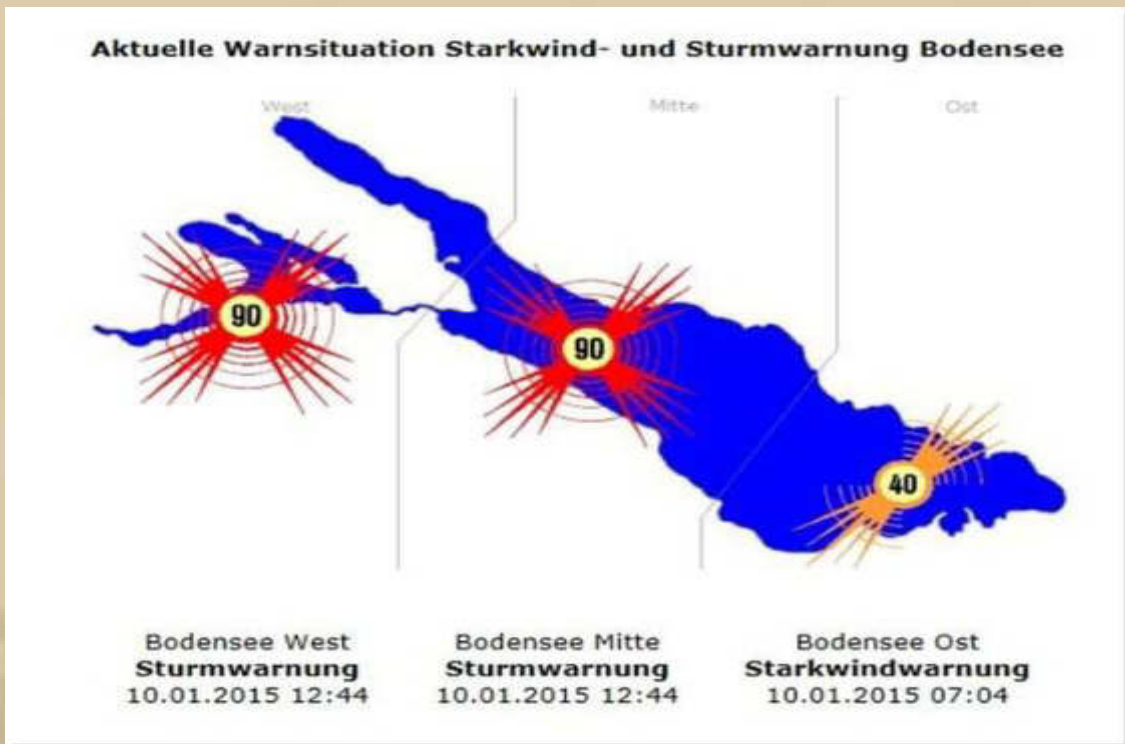 Aktuelle Warnsituation Starkwind- und Sturmwarnung Bodensee
West
Mitte
Ost
90
90
40
Bodensee West
Sturmwarnung
10.01.2015 12:44
Bodensee Mitte
Sturmwarnung
10.01.2015 12:44
Bodensee Ost
Starkwindwarnung
10.01.2015 07:04